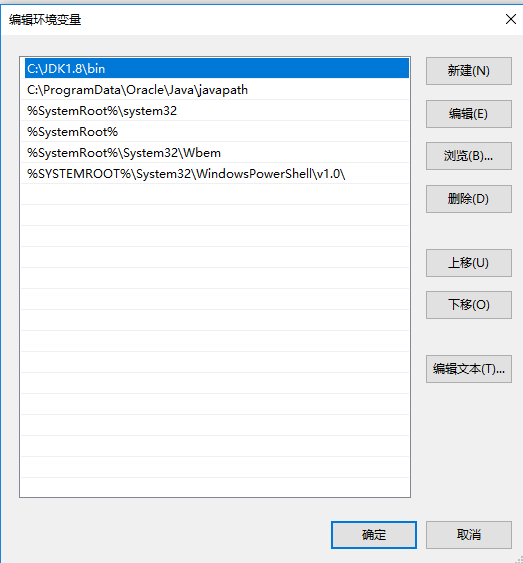 编辑环境变量
C:\JDK1.8\bin
C:\ProgramData\Oracle\Java\javapath
%SystemRoot%\system32
%SystemRoot%
%SystemRoot%\System32\Wbem
%SYSTEMROOT%\System32\WindowsPowerShell\v1.0\
新建(N)
编辑(E)
浏览(B)...
删除(D)
上移(U)
下移(O)
编辑文本(T)...
确定
取消